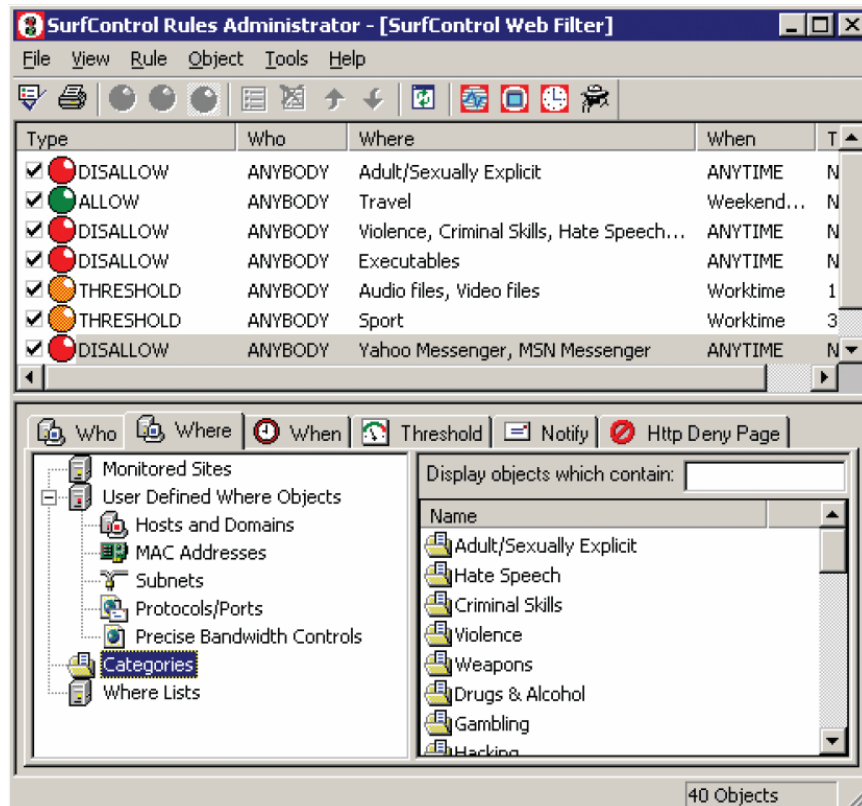 SurfControl Rules Administrator - [SurfControl Web Filter]
File View Rule Object Tools Help
Type Who Where When T
DISALLOW ANYBODY Adult/Sexually Explicit ANYTIME N
ALLOW ANYBODY Travel Weekend... N
DISALLOW ANYBODY Violence, Criminal Skills, Hate Speech... ANYTIME N
DISALLOW ANYBODY Executables ANYTIME N
THRESHOLD ANYBODY Audio files, Video files Worktime 1
THRESHOLD ANYBODY Sport Worktime 3
DISALLOW ANYBODY Yahoo Messenger, MSN Messenger ANYTIME N
Who Where When Threshold Notify Http Deny Page
Monitored Sites
User Defined Where Objects
Hosts and Domains
MAC Addresses
Subnets
Protocols/Ports
Precise Bandwidth Controls
Categories
Where Lists
Display objects which contain:
Name
Adult/Sexually Explicit
Hate Speech
Criminal Skills
Violence
Weapons
Drugs & Alcohol
Gambling
Hacking
40 Objects